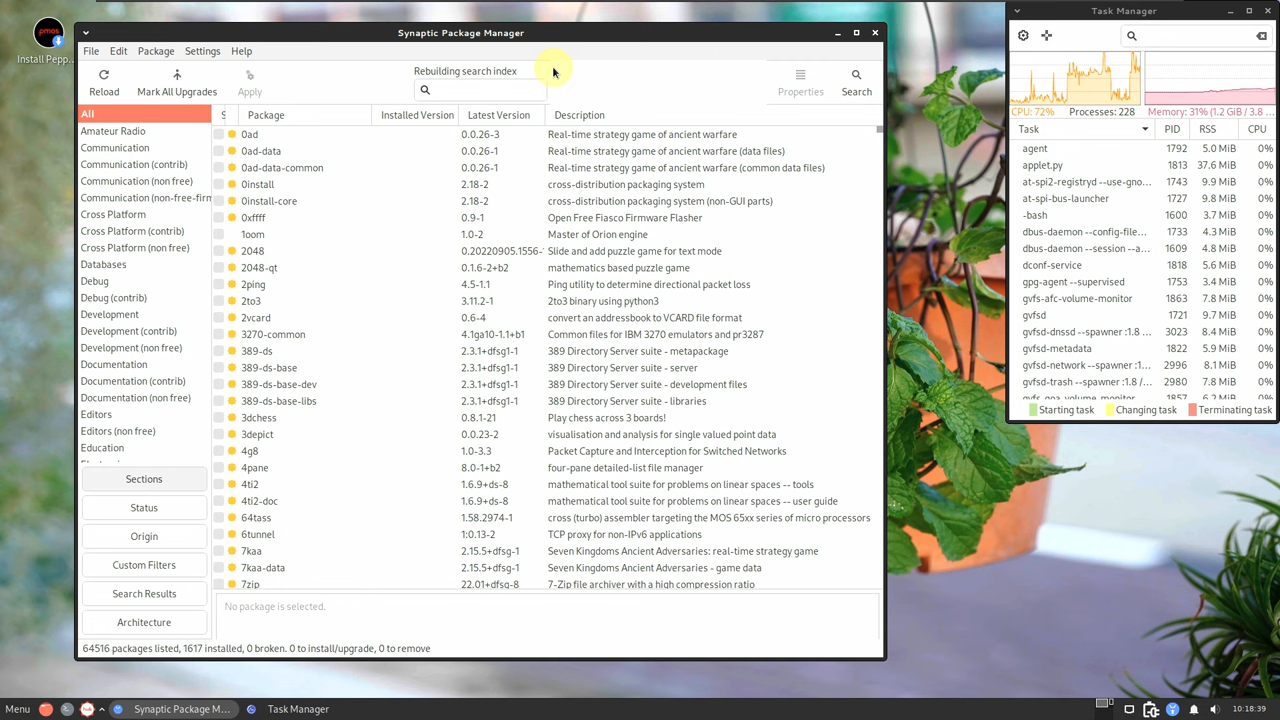 pmos
Install Pepp...
Synaptic Package Manager
File Edit Package Settings Help
Reload
Mark All Upgrades
Apply
Rebuilding search index
Properties
Search
All
Amateur Radio
Communication
Communication (contrib)
Communication (non free)
Communication (non-free-firm
Cross Platform
Cross Platform (contrib)
Cross Platform (non free)
Databases
Debug
Debug (contrib)
Development
Development (contrib)
Development (non free)
Documentation
Documentation (contrib)
Documentation (non free)
Editors
Editors (non free)
Education
Sections
Status
Origin
Custom Filters
Search Results
Architecture
S Package Installed Version Latest Version Description
0ad 0.0.26-3 Real-time strategy game of ancient warfare
0ad-data 0.0.26-1 Real-time strategy game of ancient warfare (data files)
0ad-data-common 0.0.26-1 Real-time strategy game of ancient warfare (common data files)
0install 2.18-2 cross-distribution packaging system
0install-core 2.18-2 cross-distribution packaging system (non-GUI parts)
0xffff 0.9-1 Open Free Fiasco Firmware Flasher
1oom 1.0-2 Master of Orion engine
2048 0.20220905.1556- Slide and add puzzle game for text mode
2048-qt 0.1.6-2+b2 mathematics based puzzle game
2ping 4.5-1.1 Ping utility to determine directional packet loss
2to3 3.11.2-1 2to3 binary using python3
2vcard 0.6-4 convert an addressbook to VCARD file format
3270-common 4.1ga10-1.1+b1 Common files for IBM 3270 emulators and pr3287
389-ds 2.3.1+dfsg1-1 389 Directory Server suite - metapackage
389-ds-base 2.3.1+dfsg1-1 389 Directory Server suite - server
389-ds-base-dev 2.3.1+dfsg1-1 389 Directory Server suite - development files
389-ds-base-libs 2.3.1+dfsg1-1 389 Directory Server suite - libraries
3dchess 0.8.1-21 Play chess across 3 boards!
3depict 0.0.23-2 visualisation and analysis for single valued point data
4g8 1.0-3.3 Packet Capture and Interception for Switched Networks
4pane 8.0-1+b2 four-pane detailed-list file manager
4ti2 1.6.9+ds-8 mathematical tool suite for problems on linear spaces -- tools
4ti2-doc 1.6.9+ds-8 mathematical tool suite for problems on linear spaces -- user guide
64tass 1.58.2974-1 cross (turbo) assembler targeting the MOS 65xx series of micro processors
6tunnel 1:0.13-2 TCP proxy for non-IPv6 applications
7kaa 2.15.5+dfsg-1 Seven Kingdoms Ancient Adversaries: real-time strategy game
7kaa-data 2.15.5+dfsg-1 Seven Kingdoms Ancient Adversaries - game data
7zip 22.01+dfsg-8 7-Zip file archiver with a high compression ratio
No package is selected.
64516 packages listed, 1617 installed, 0 broken. 0 to install/upgrade, 0 to remove
Task Manager
CPU: 72% Processes: 228 Memory: 31% (1.2 GiB / 3.8 ...
Task PID RSS CPU
agent 1792 5.0 MiB 0%
applet.py 1813 37.6 MiB 0%
at-spi2-registryd --use-gno... 1743 9.9 MiB 0%
at-spi-bus-launcher 1727 9.8 MiB 0%
-bash 1600 3.7 MiB 0%
dbus-daemon --config-file... 1733 4.3 MiB 0%
dbus-daemon --session --a... 1609 4.8 MiB 0%
dconf-service 1818 5.6 MiB 0%
gpg-agent --supervised 1753 3.4 MiB 0%
gvfs-afc-volume-monitor 1863 7.8 MiB 0%
gvfsd 1721 9.7 MiB 0%
gvfsd-dnssd --spawner :1.8 ... 3023 8.4 MiB 0%
gvfsd-metadata 1822 5.9 MiB 0%
gvfsd-network --spawner :1... 2996 8.1 MiB 0%
gvfsd-trash --spawner :1.8 /... 2980 7.8 MiB 0%
gvfs-goa-volume-monitor 1857 6.2 MiB 0%
Starting task Changing task Terminating task
Menu Synaptic Package M... Task Manager 10:18:39